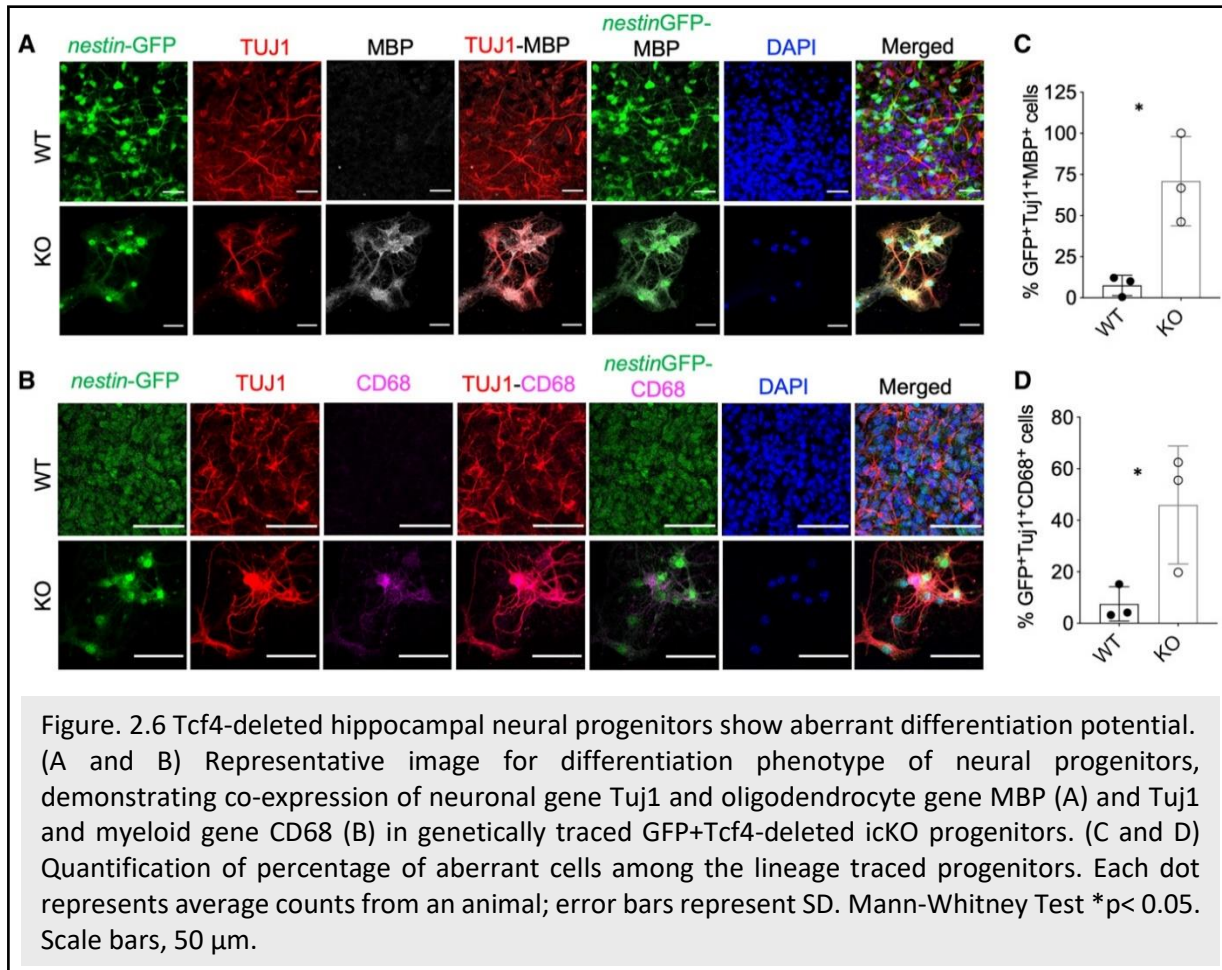 A
nestin-GFP TUJ1 MBP TUJ1-MBP nestinGFP-MBP DAPI Merged
WT
KO
B
nestin-GFP TUJ1 CD68 TUJ1-CD68 nestinGFP-CD68 DAPI Merged
WT
KO
C
% GFP+Tuj1+MBP+ cells
125
100
75
50
25
0
*
WT KO
D
% GFP+Tuj1+CD68+ cells
80
60
40
20
0
*
WT KO
Figure. 2.6 Tcf4-deleted hippocampal neural progenitors show aberrant differentiation potential.
(A and B) Representative image for differentiation phenotype of neural progenitors,
demonstrating co-expression of neuronal gene Tuj1 and oligodendrocyte gene MBP (A) and Tuj1
and myeloid gene CD68 (B) in genetically traced GFP+Tcf4-deleted icKO progenitors. (C and D)
Quantification of percentage of aberrant cells among the lineage traced progenitors. Each dot
represents average counts from an animal; error bars represent SD. Mann-Whitney Test *p< 0.05.
Scale bars, 50 μm.